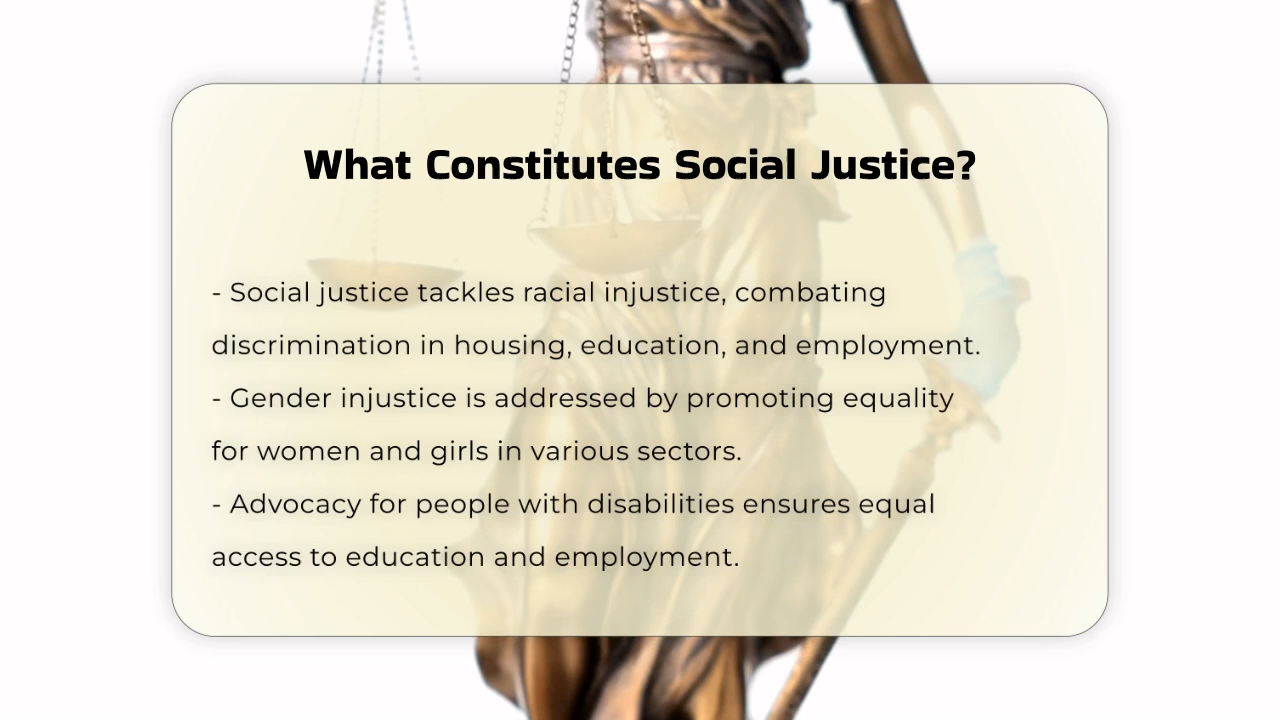 What Constitutes Social Justice?
- Social justice tackles racial injustice, combating
discrimination in housing, education, and employment.
- Gender injustice is addressed by promoting equality
for women and girls in various sectors.
- Advocacy for people with disabilities ensures equal
access to education and employment.